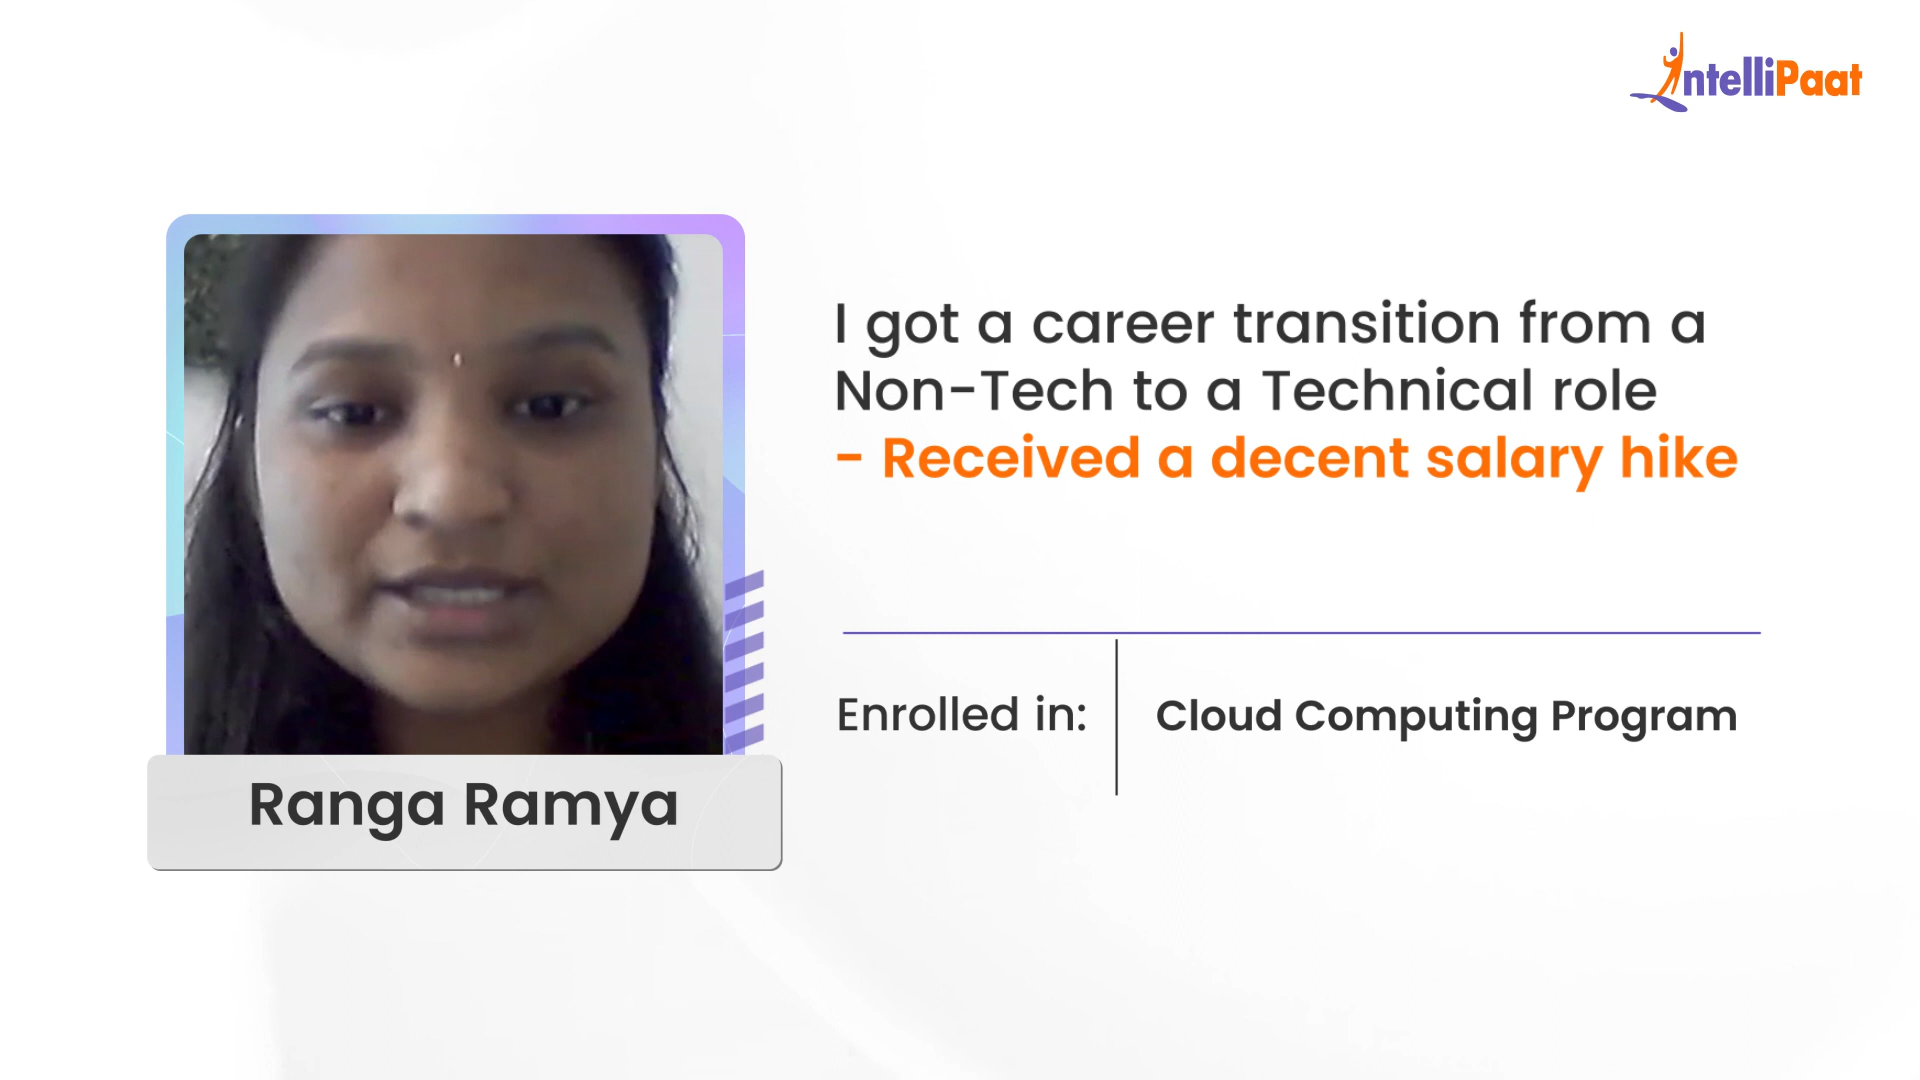 IntelliPaat
I got a career transition from a
Non-Tech to a Technical role
- Received a decent salary hike
Enrolled in:
Cloud Computing Program
Ranga Ramya